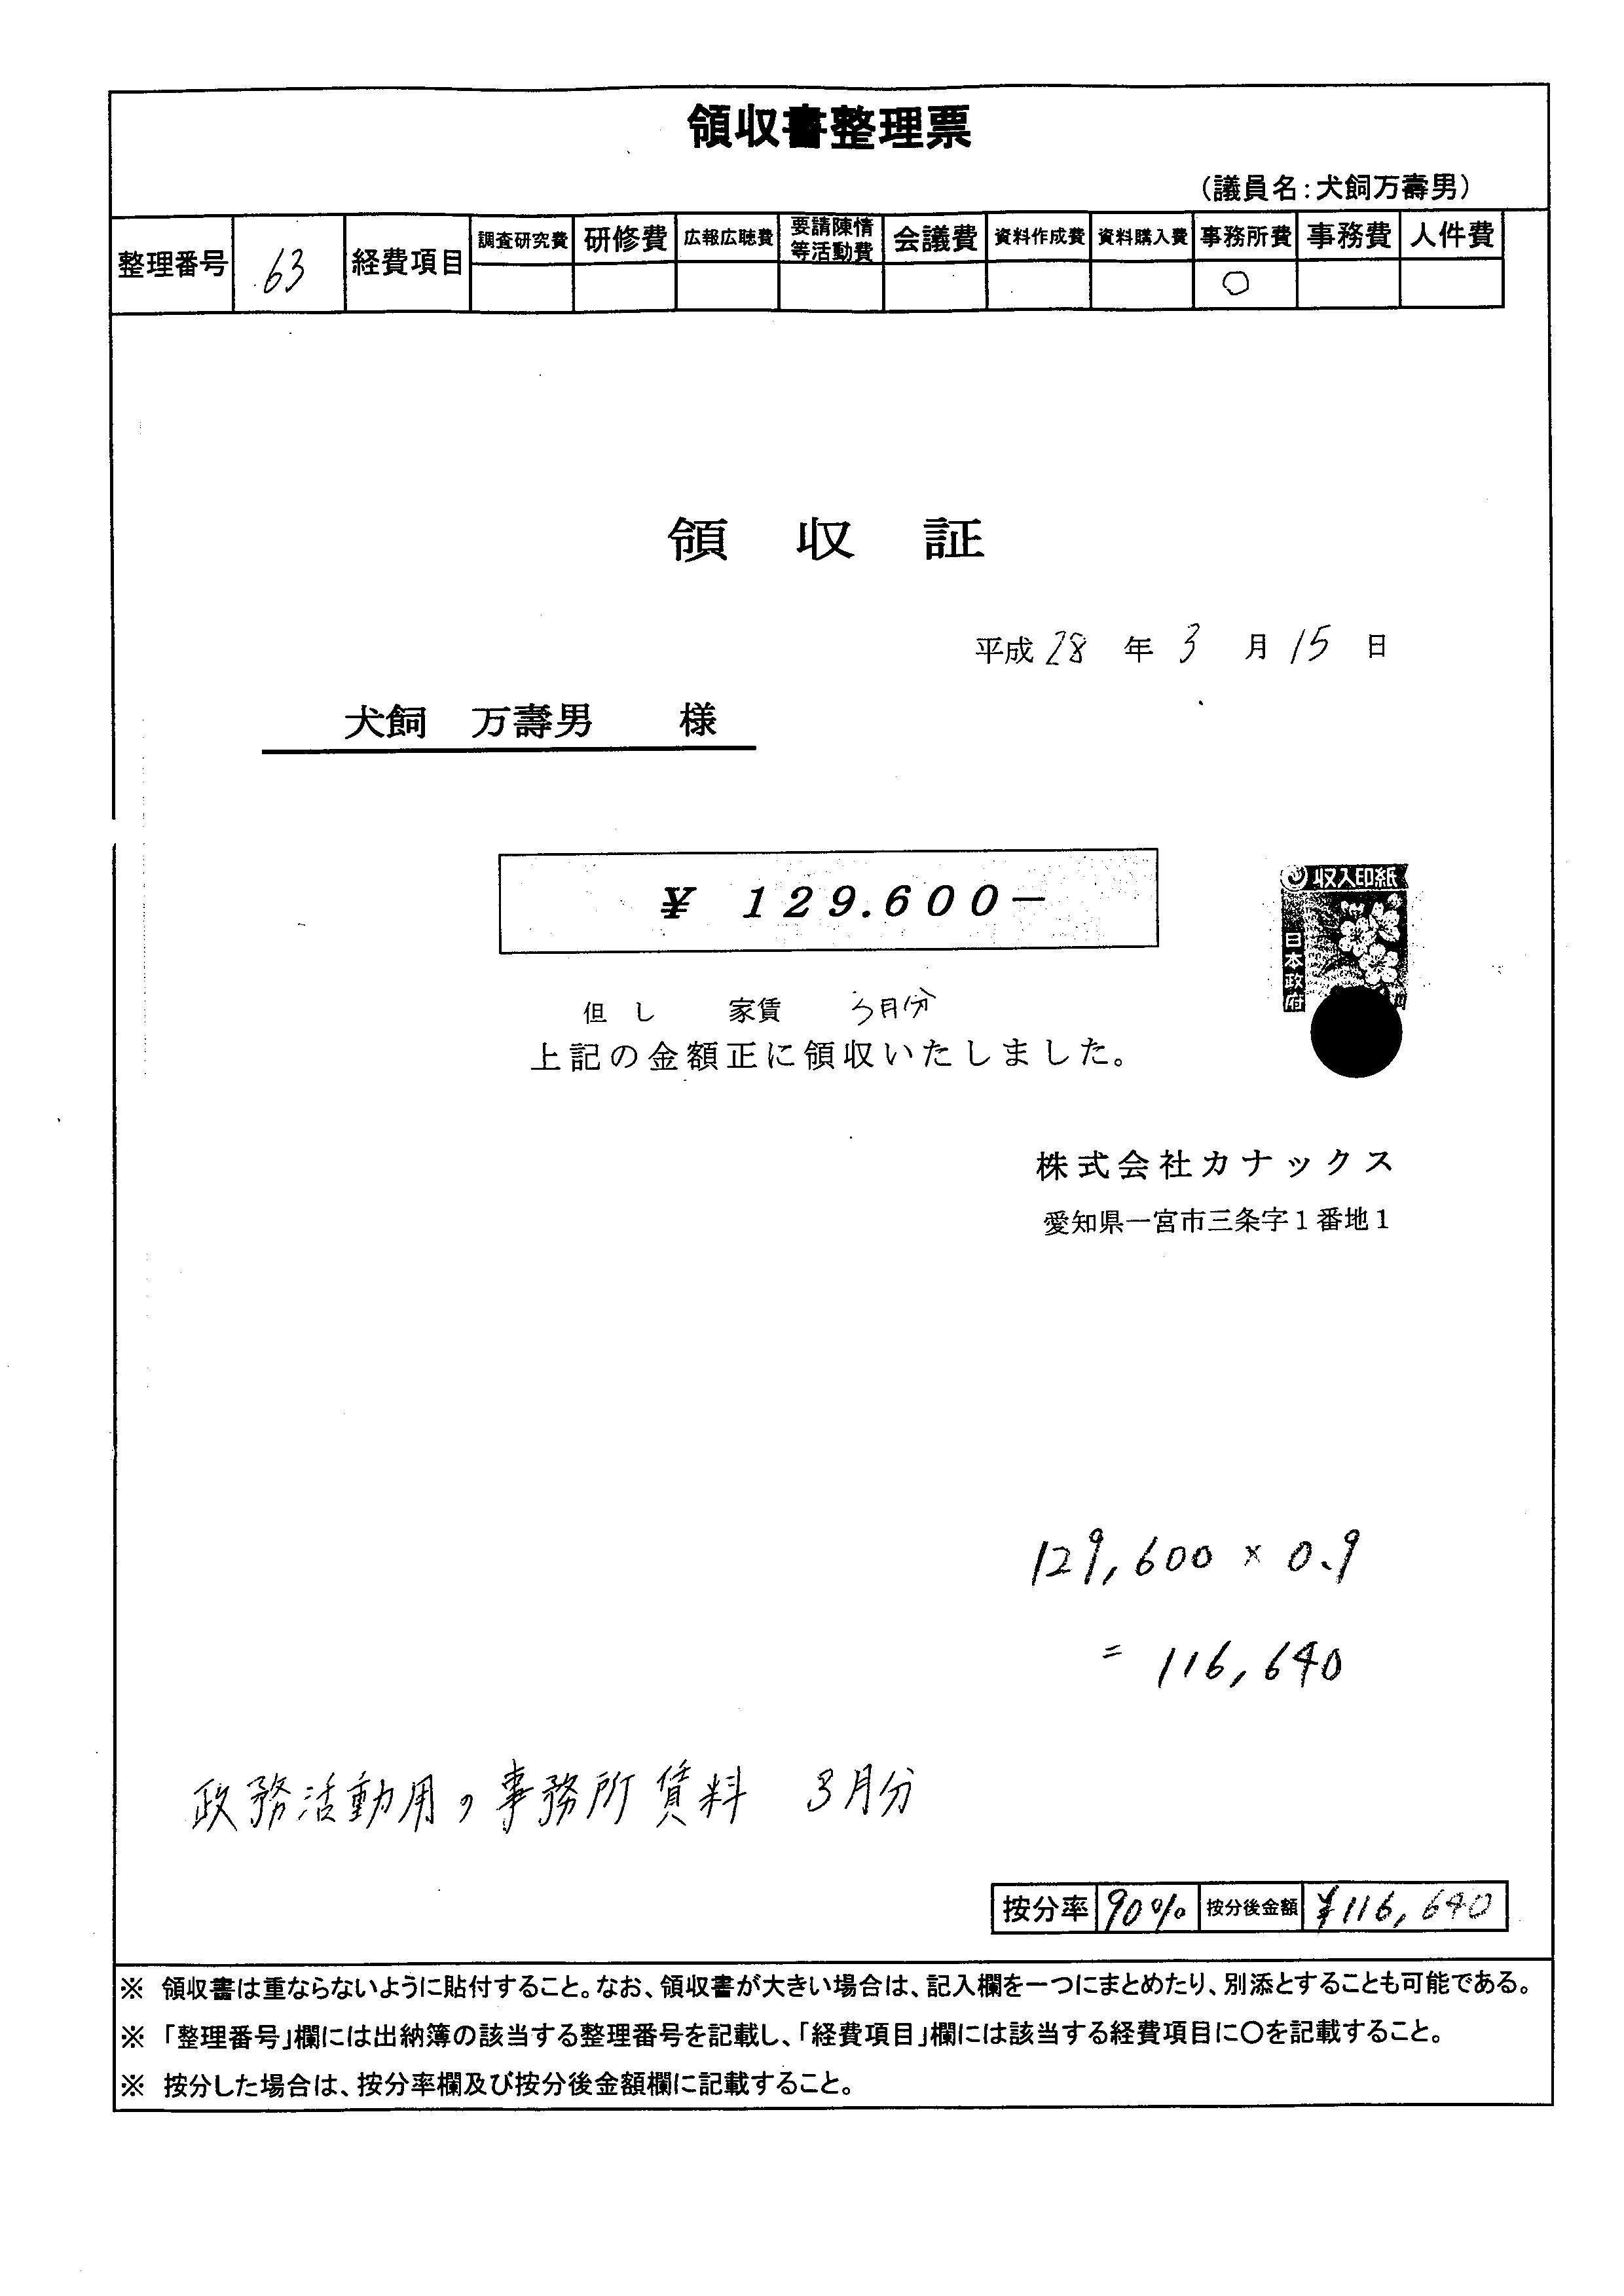 領収書整理票
（議員名：犬飼万壽男）
整理番号 63 経費項目 調査研究費 研修費 広報広聴費 要請陳情等活動費 会議費 資料作成費 資料購入費 事務所費 事務費 人件費
○
領 収 証
平成 28 年 3 月 15 日
犬飼 万壽男 様
¥ 129.600－
収入印紙
日本政府
但 し 家賃 3月分
上記の金額正に領収いたしました。
株式会社カナックス
愛知県一宮市三条字１番地１
129,600 × 0.9
= 116,640
政務活動用の事務所賃料 3月分
按分率 90% 按分後金額 ¥116,640
※ 領収書は重ならないように貼付すること。なお、領収書が大きい場合は、記入欄を一つにまとめたり、別添とすることも可能である。
※ 「整理番号」欄には出納簿の該当する整理番号を記載し、「経費項目」欄には該当する経費項目に○を記載すること。
※ 按分した場合は、按分率欄及び按分後金額欄に記載すること。